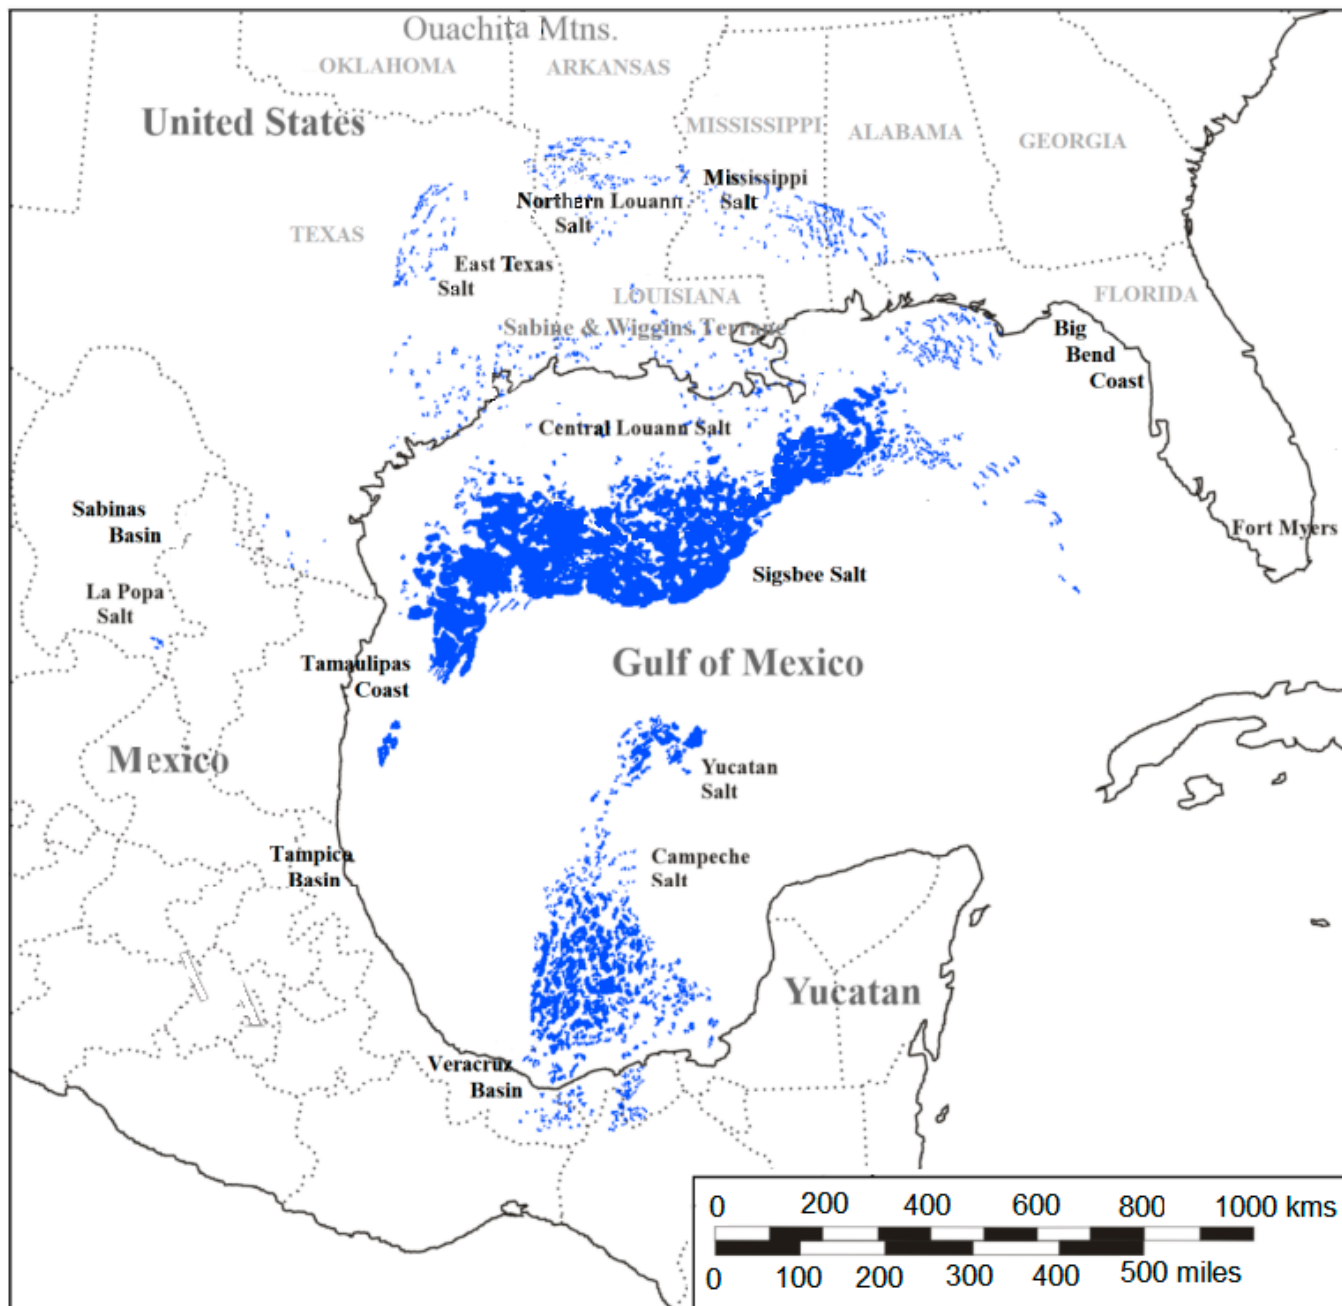 Ouachita Mtns.
OKLAHOMA
ARKANSAS
United States
MISSISSIPPI
ALABAMA
GEORGIA
Mississippi
Salt
Northern Louann
Salt
TEXAS
East Texas
Salt
LOUISIANA
FLORIDA
Sabine & Wiggins Terrane
Big
Bend
Coast
Central Louann Salt
Sabinas
Basin
Fort Myers
Sigsbee Salt
La Popa
Salt
Tamaulipas
Coast
Gulf of Mexico
Mexico
Yucatan
Salt
Tampico
Basin
Campeche
Salt
Yucatan
Veracruz
Basin
0 200 400 600 800 1000 kms
0 100 200 300 400 500 miles